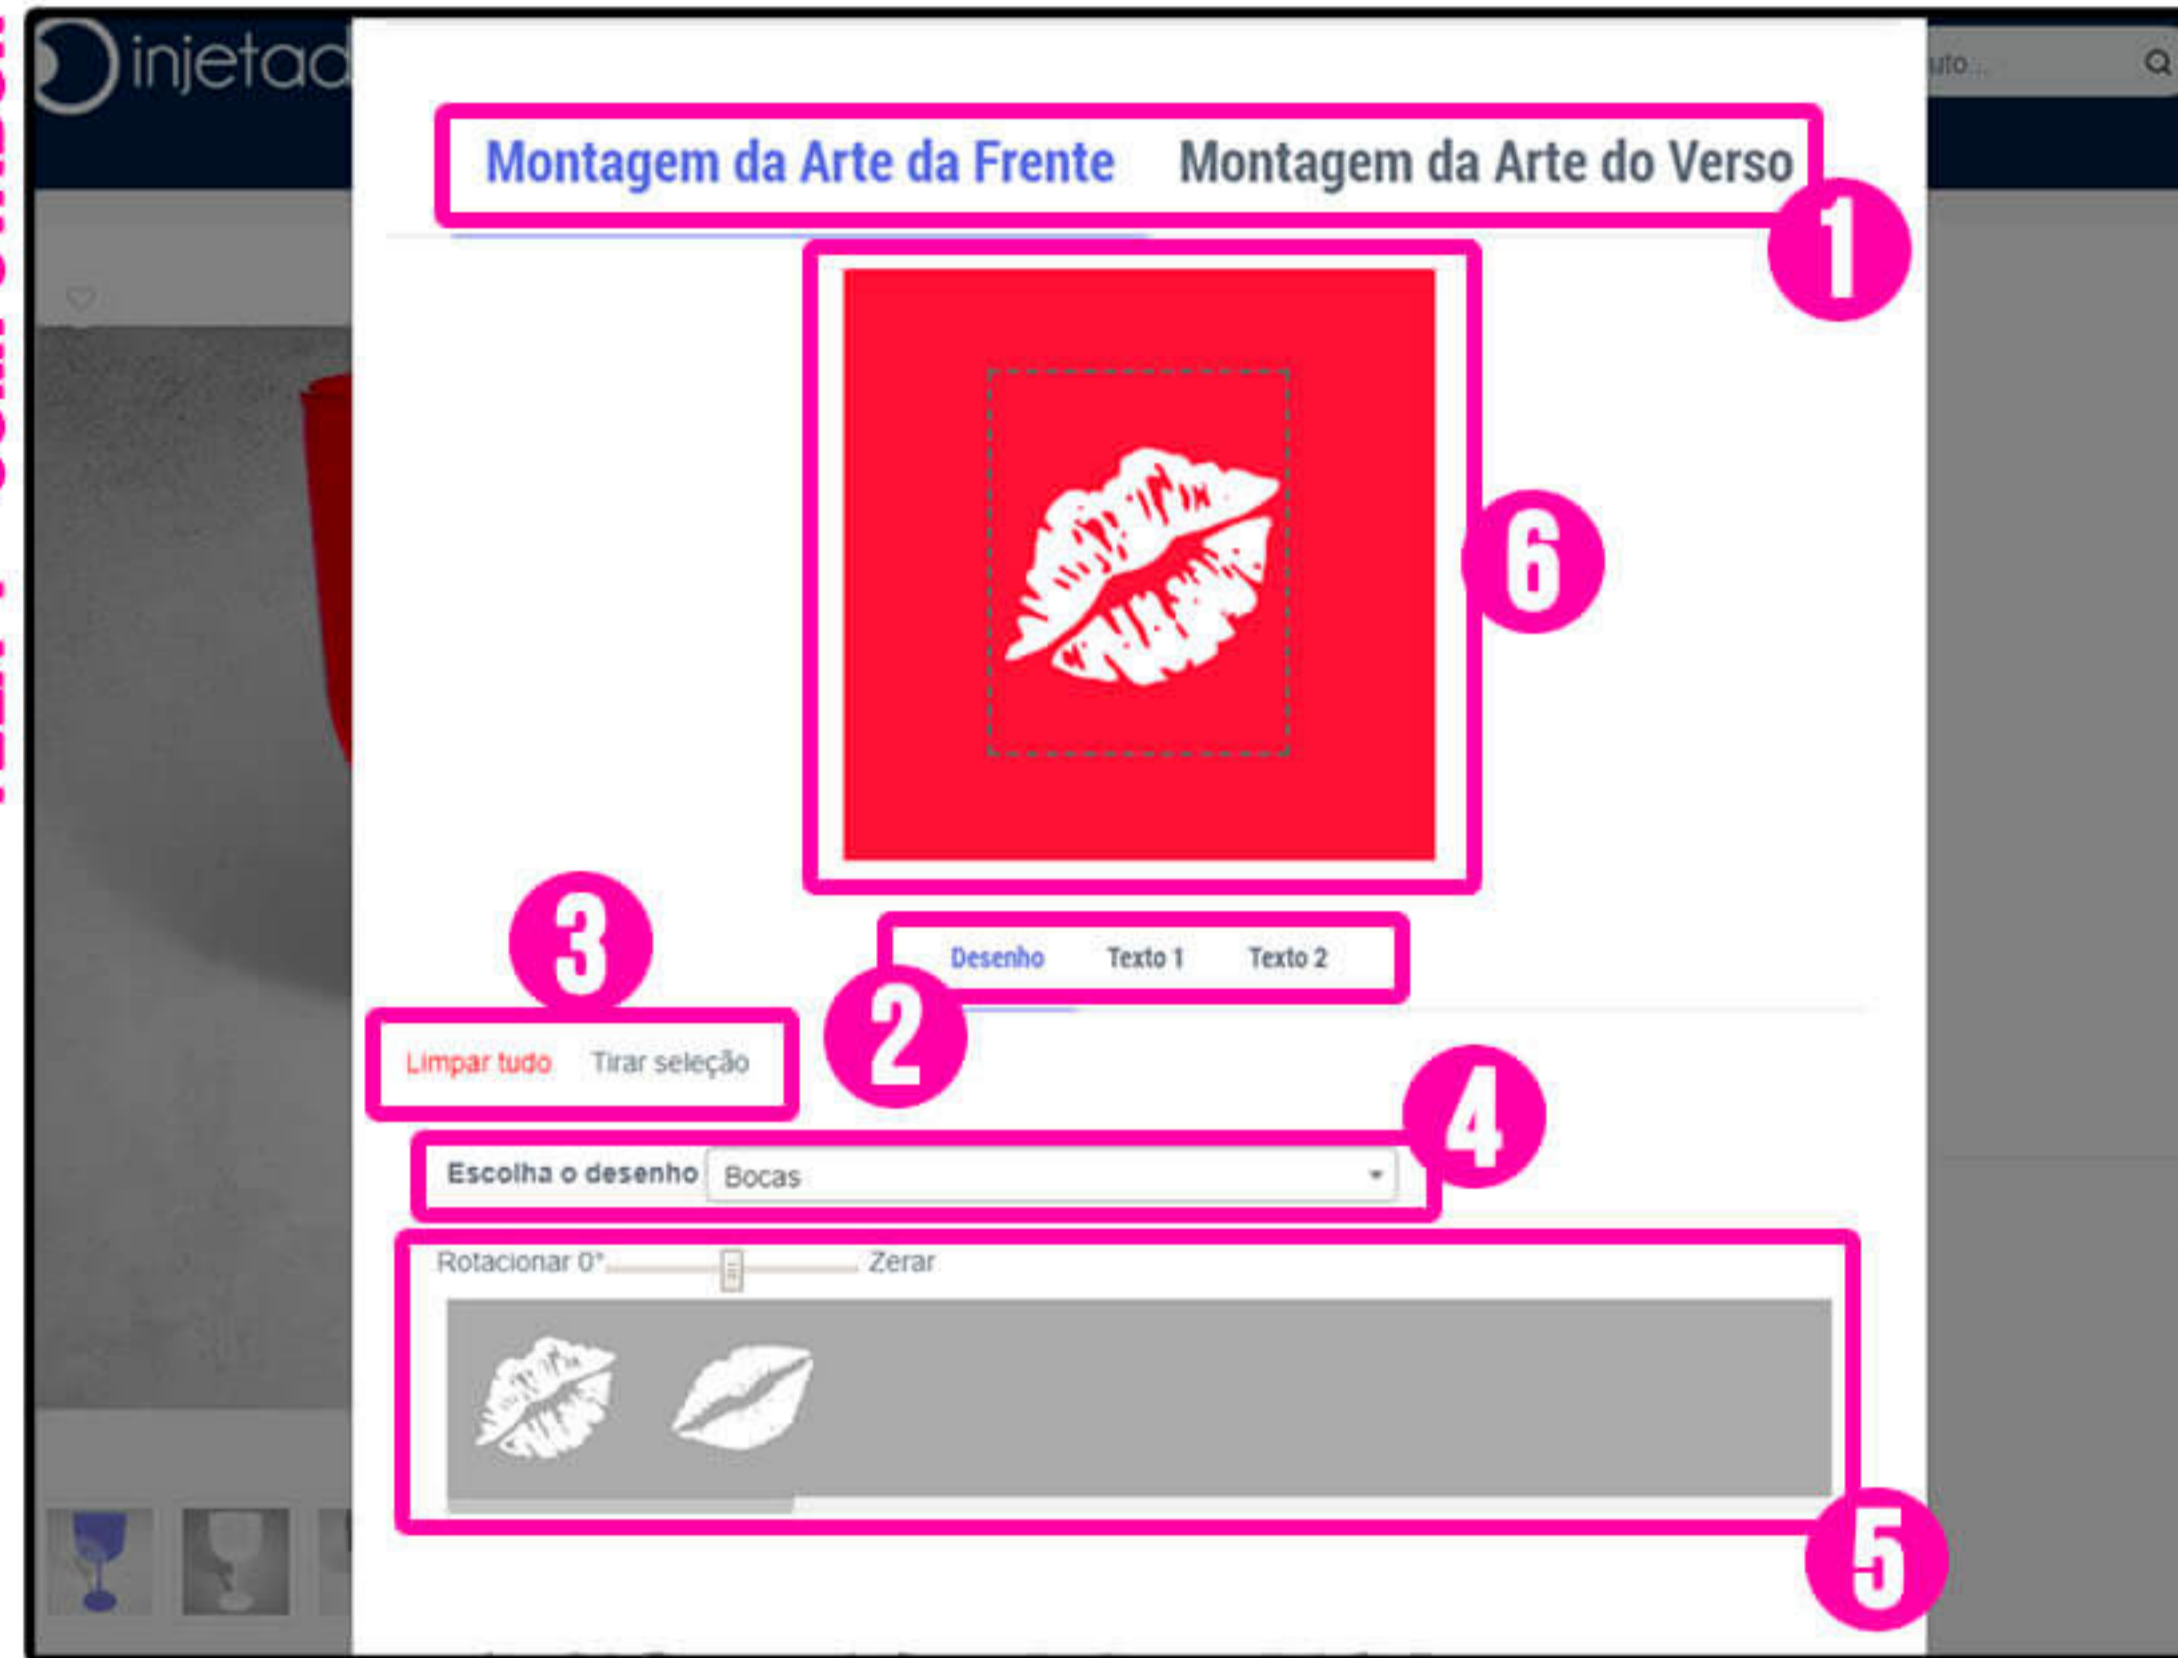 injetad
uto...
Montagem da Arte da Frente Montagem da Arte do Verso
1
6
3
Desenho Texto 1 Texto 2
2
Limpar tudo Tirar seleção
4
Escolha o desenho Bocas
Rotacionar 0° Zerar
5